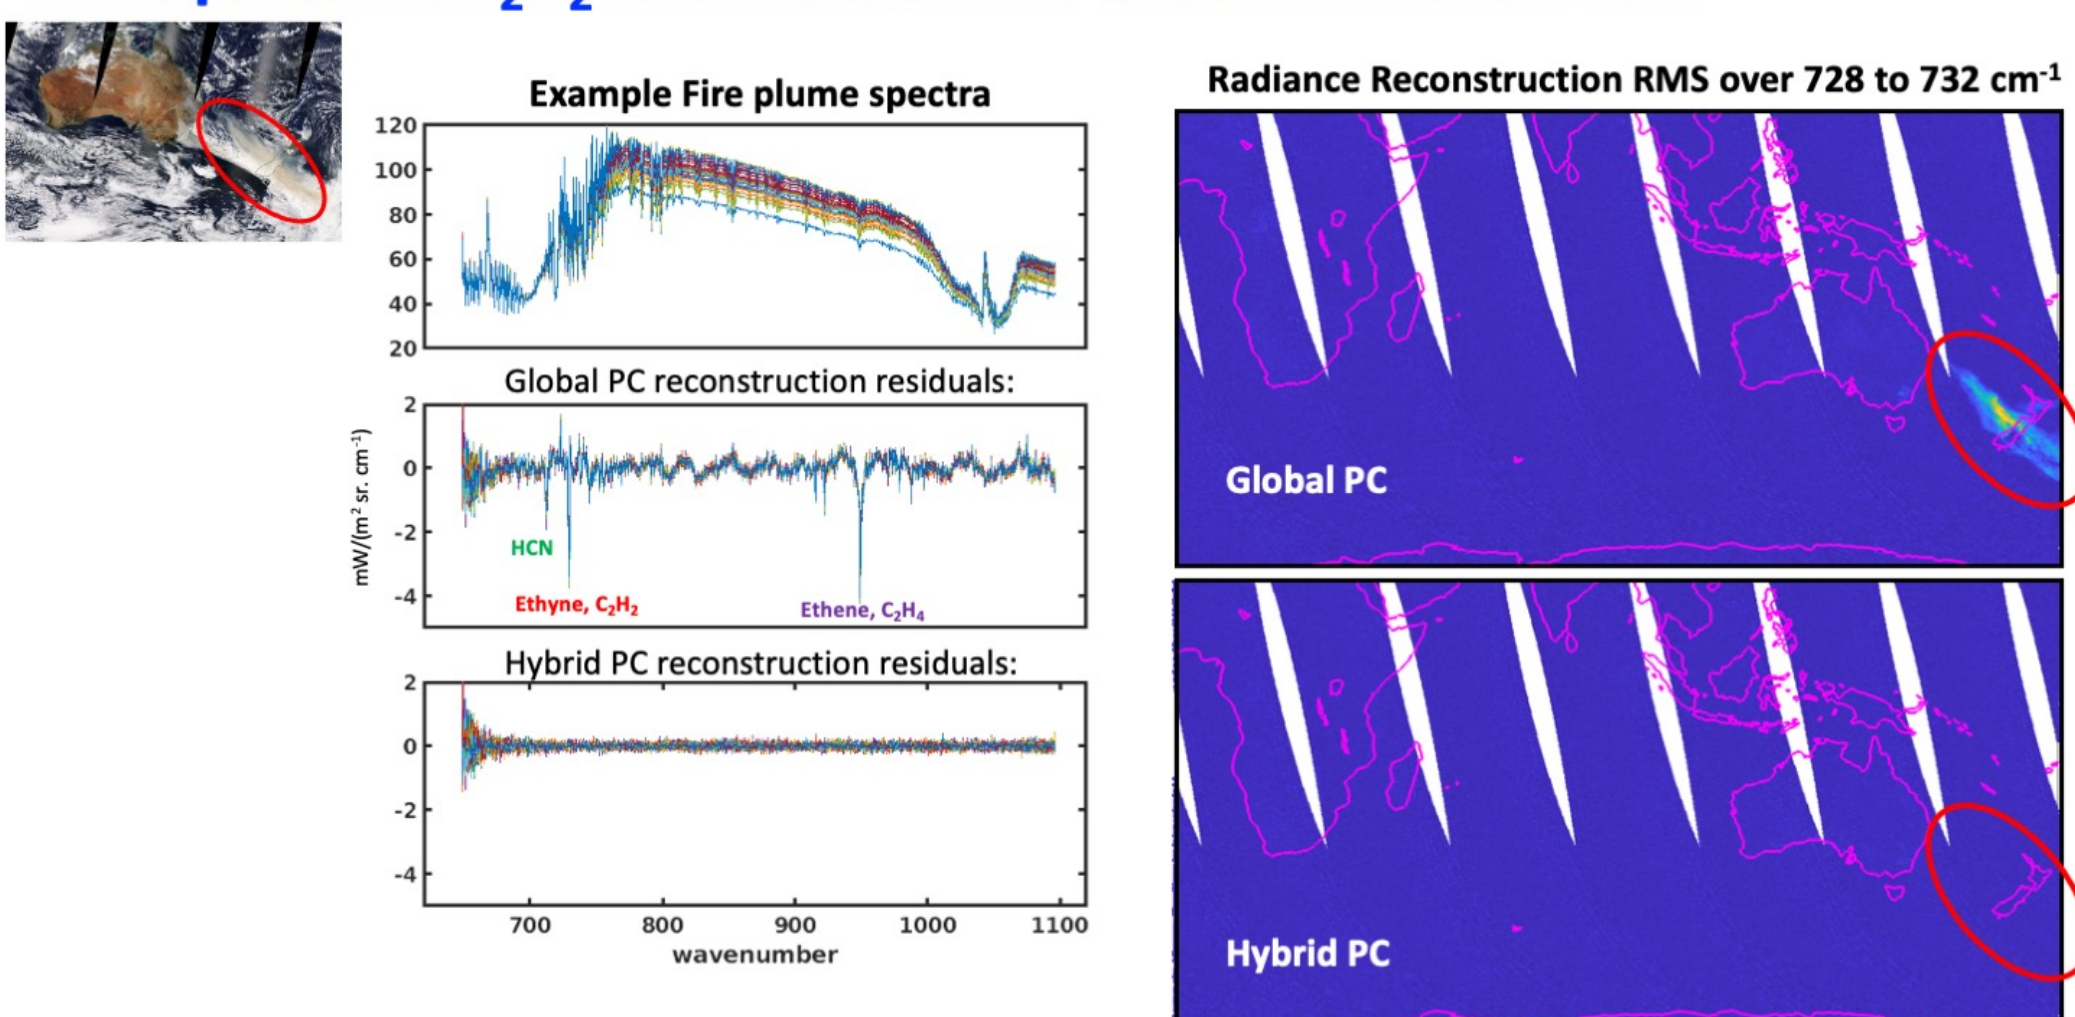 2 2
Example Fire plume spectra
120
100
80
60
40
20
Global PC reconstruction residuals:
2
0
-2
-4
mW/(m² sr. cm⁻¹)
HCN
Ethyne, C₂H₂
Ethene, C₂H₄
Hybrid PC reconstruction residuals:
2
0
-2
-4
700 800 900 1000 1100
wavenumber
Radiance Reconstruction RMS over 728 to 732 cm⁻¹
Global PC
Hybrid PC